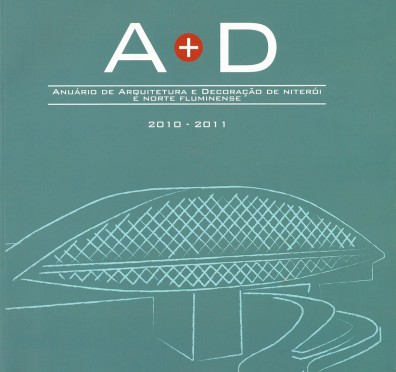 A+D
ANUÁRIO DE ARQUITETURA E DECORAÇÃO DE NITERÓI
E NORTE FLUMINENSE
2010 - 2011